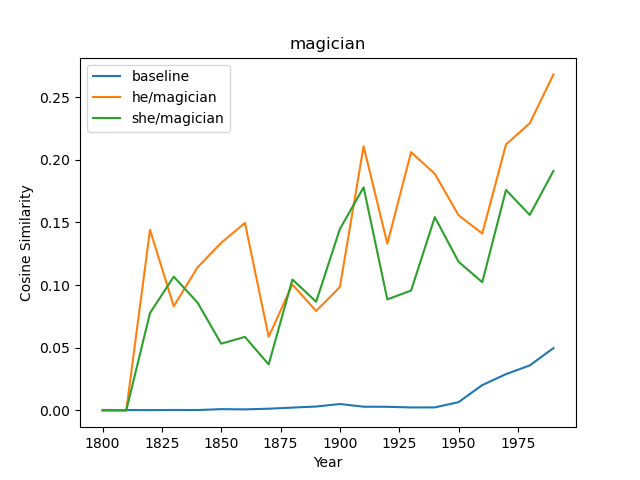 magician
baseline
he/magician
she/magician
0.25
0.20
0.15
0.10
0.05
0.00
Cosine Similarity
1800 1825 1850 1875 1900 1925 1950 1975
Year